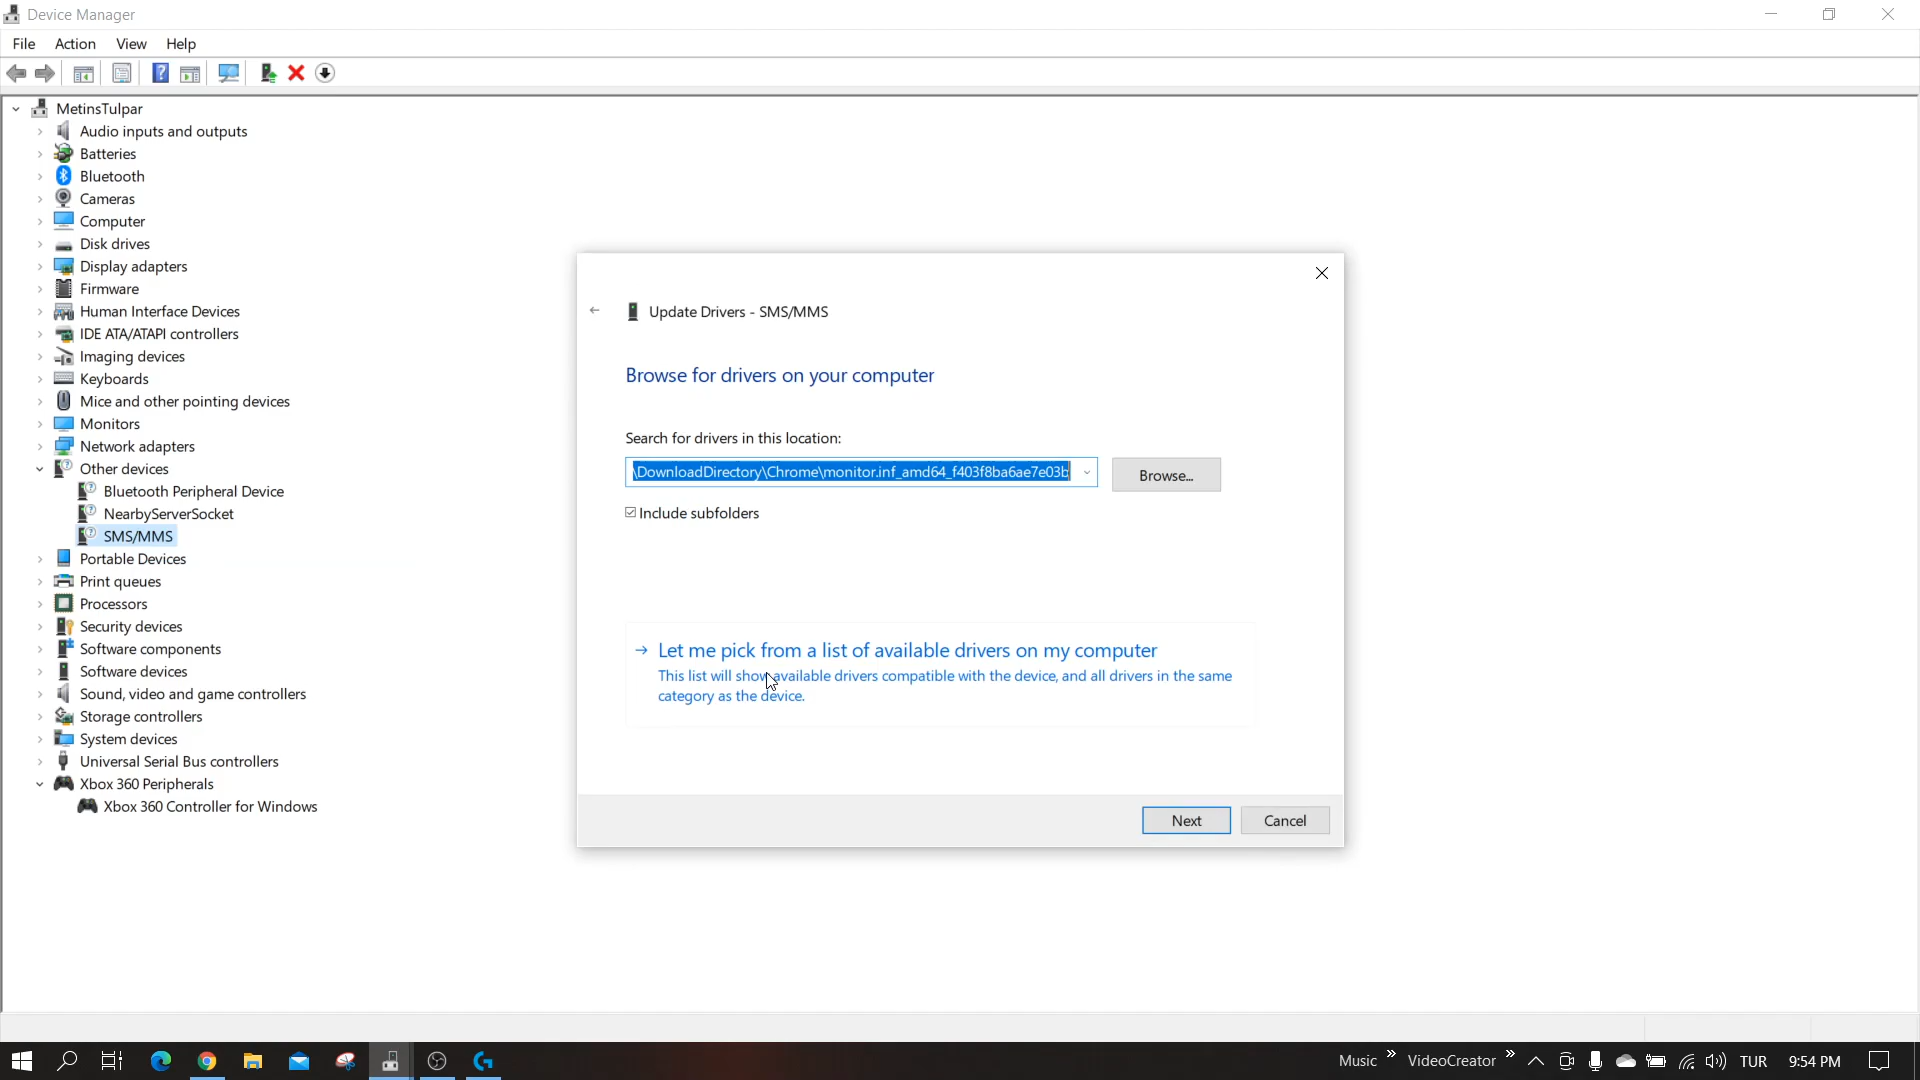 Device Manager
File Action View Help
MetinsTulpar
Audio inputs and outputs
Batteries
Bluetooth
Cameras
Computer
Disk drives
Display adapters
Firmware
Human Interface Devices
IDE ATA/ATAPI controllers
Imaging devices
Keyboards
Mice and other pointing devices
Monitors
Network adapters
Other devices
Bluetooth Peripheral Device
NearbyServerSocket
SMS/MMS
Portable Devices
Print queues
Processors
Security devices
Software components
Software devices
Sound, video and game controllers
Storage controllers
System devices
Universal Serial Bus controllers
Xbox 360 Peripherals
Xbox 360 Controller for Windows
Update Drivers - SMS/MMS
Browse for drivers on your computer
Search for drivers in this location:
\DownloadDirectory\Chrome\monitor.inf_amd64_f403f8ba6ae7e03b
Browse...
Include subfolders
Let me pick from a list of available drivers on my computer
This list will show available drivers compatible with the device, and all drivers in the same
category as the device.
Next Cancel
Music » VideoCreator » TUR 9:54 PM